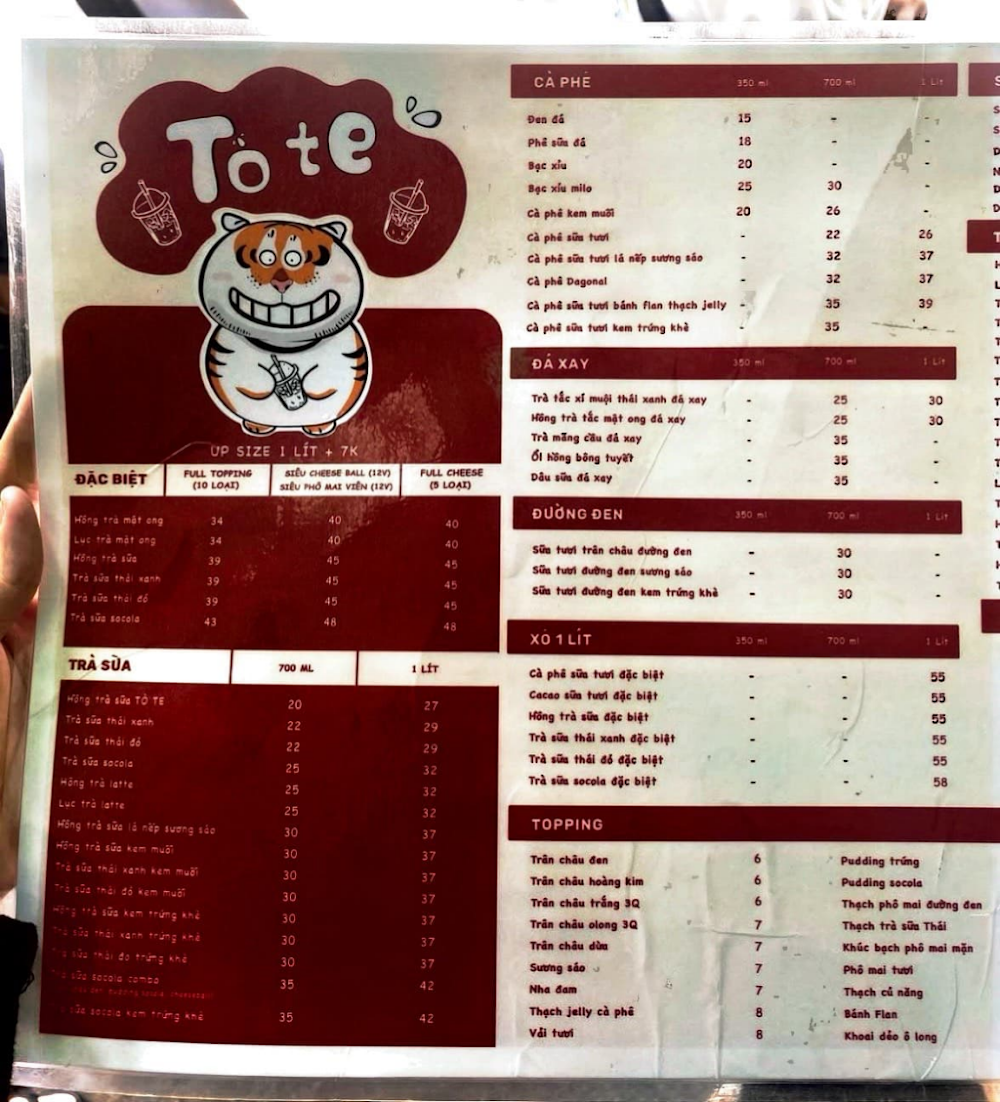 Tò te
UP SIZE 1 LÍT + 7K
ĐẶC BIỆT FULL TOPPING (10 LOẠI) SIÊU CHEESE BALL (12V) SIÊU PHÔ MAI VIÊN (12V) FULL CHEESE (5 LOẠI)
Hồng trà mật ong 34 40 40
Lục trà mật ong 34 40 40
Hồng trà sữa 39 45 45
Trà sữa thái xanh 39 45 45
Trà sữa thái đỏ 39 45 45
Trà sữa socola 43 48 48
TRÀ SỮA 700 ML 1 LÍT
Hồng trà sữa TÒ TE 20 27
Trà sữa thái xanh 22 29
Trà sữa thái đỏ 22 29
Trà sữa socola 25 32
Hồng trà latte 25 32
Lục trà latte 25 32
Hồng trà sữa lá nếp sương sáo 30 37
Hồng trà sữa kem muối 30 37
Trà sữa thái xanh kem muối 30 37
Trà sữa thái đỏ kem muối 30 37
Hồng trà sữa kem trứng khè 30 37
Trà sữa thái xanh trứng khè 30 37
Trà sữa thái đỏ trứng khè 30 37
Trà sữa socola combo 35 42
sữa socola kem trứng khè 35 42
CÀ PHÊ 350 ml 700 ml 1 Lít
Đen đá 15 - -
Phê sữa đá 18 - -
Bạc xỉu 20 - -
Bạc xỉu milo 25 30 -
Cà phê kem muối 20 26 -
Cà phê sữa tươi - 22 26
Cà phê sữa tươi lá nếp sương sáo - 32 37
Cà phê Dagonal - 32 37
Cà phê sữa tươi bánh flan thạch jelly - 35 39
Cà phê sữa tươi kem trứng khè - 35 -
ĐÁ XAY 350 ml 700 ml 1 Lít
Trà tắc xí muội thái xanh đá xay - 25 30
Hồng trà tắc mật ong đá xay - 25 30
Trà mãng cầu đá xay - 35 -
Ổi hồng bông tuyết - 35 -
Dâu sữa đá xay - 35 -
ĐƯỜNG ĐEN 350 ml 700 ml 1 Lít
Sữa tươi trân châu đường đen - 30 -
Sữa tươi đường đen sương sáo - 30 -
Sữa tươi đường đen kem trứng khè - 30 -
XÔ 1 LÍT 350 ml 700 ml 1 Lít
Cà phê sữa tươi đặc biệt - - 55
Cacao sữa tươi đặc biệt - - 55
Hồng trà sữa đặc biệt - - 55
Trà sữa thái xanh đặc biệt - - 55
Trà sữa thái đỏ đặc biệt - - 55
Trà sữa socola đặc biệt - - 58
TOPPING
Trân châu đen 6 Pudding trứng
Trân châu hoàng kim 6 Pudding socola
Trân châu trắng 3Q 6 Thạch phô mai đường đen
Trân châu olong 3Q 7 Thạch trà sữa Thái
Trân châu dừa 7 Khúc bạch phô mai mặn
Sương sáo 7 Phô mai tươi
Nha đam 7 Thạch củ năng
Thạch jelly cà phê 8 Bánh Flan
Vải tươi 8 Khoai dẻo ô long